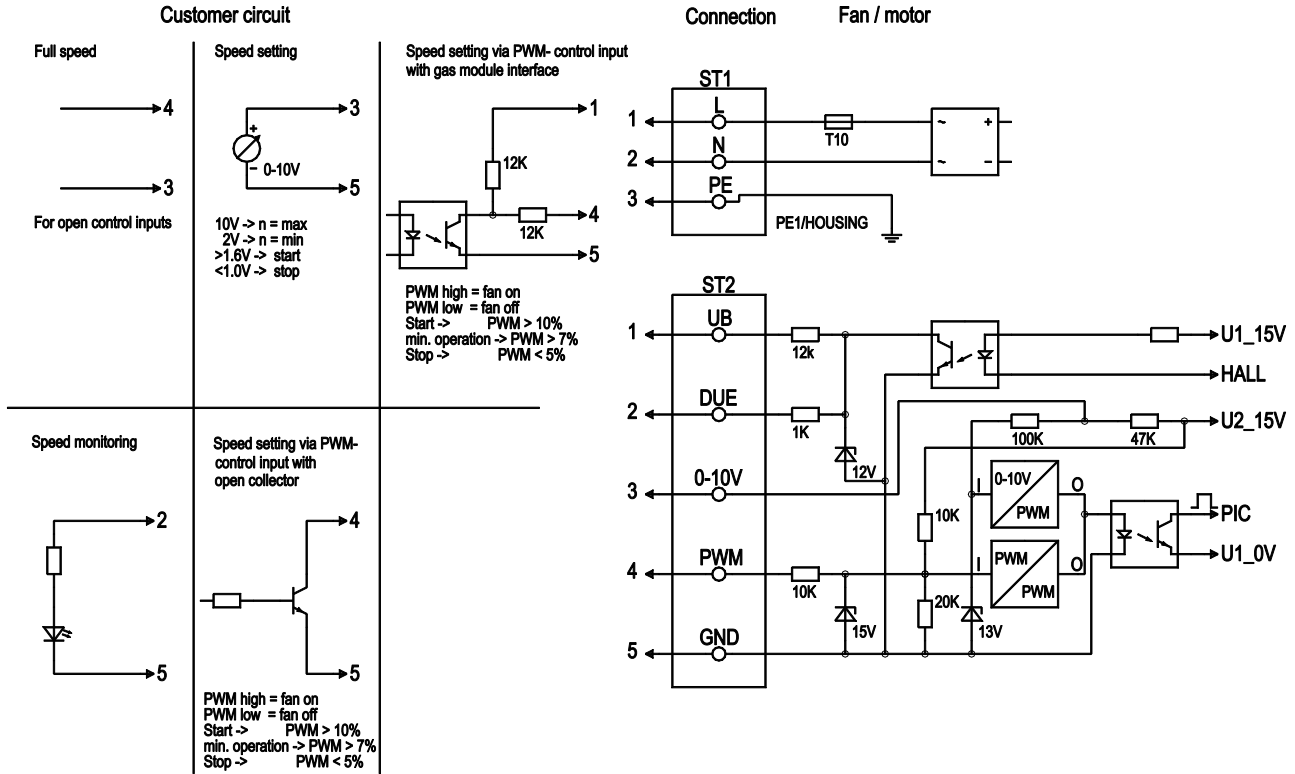 Customer circuit
Connection
Fan / motor
Full speed
4
3
For open control inputs
Speed setting
3
+
- 0-10V
5
10V -> n = max
2V -> n = min
>1.6V -> start
<1.0V -> stop
Speed setting via PWM- control input
with gas module interface
1
12K
4
12K
5
PWM high = fan on
PWM low = fan off
Start -> PWM > 10%
min. operation -> PWM > 7%
Stop -> PWM < 5%
Speed monitoring
2
5
Speed setting via PWM-
control input with
open collector
4
5
PWM high = fan on
PWM low = fan off
Start -> PWM > 10%
min. operation -> PWM > 7%
Stop -> PWM < 5%
ST1
1 L
T10
~ +
2 N
~ -
3 PE
PE1/HOUSING
ST2
1 UB
12k
U1_15V
HALL
2 DUE
1K
100K
47K
U2_15V
12V
3 0-10V
I
0-10V
PWM
O
10K
PIC
4 PWM
10K
I
PWM
PWM
O
U1_0V
20K
15V
13V
5 GND